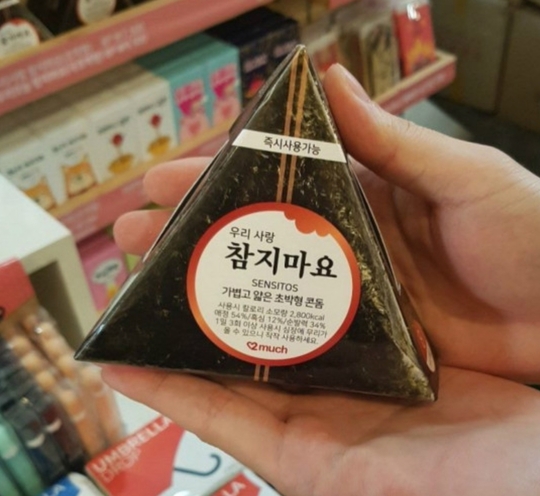 즉시사용가능
우리 사랑
참지마요
SENSITOS
가볍고 얇은 초박형 콘돔
사용시 칼로리 소모량 2,800kcal
애정 54%/흑심 12%/순발력 34%
1일 3회 이상 사용시 심장에 무리가
올 수 있으니 작작 사용하세요.
2much
UMBRELLA